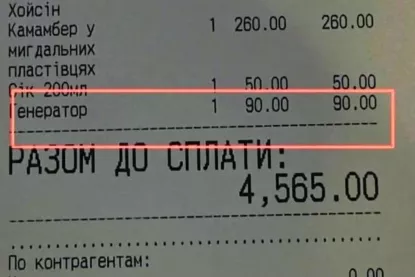 Хойсін
Камамбер у 1 260.00 260.00
мигдальних
пластівцях
Сік 200мл 1 50.00 50.00
Генератор 1 90.00 90.00
РАЗОМ ДО СПЛАТИ:
4,565.00
По контрагентам: